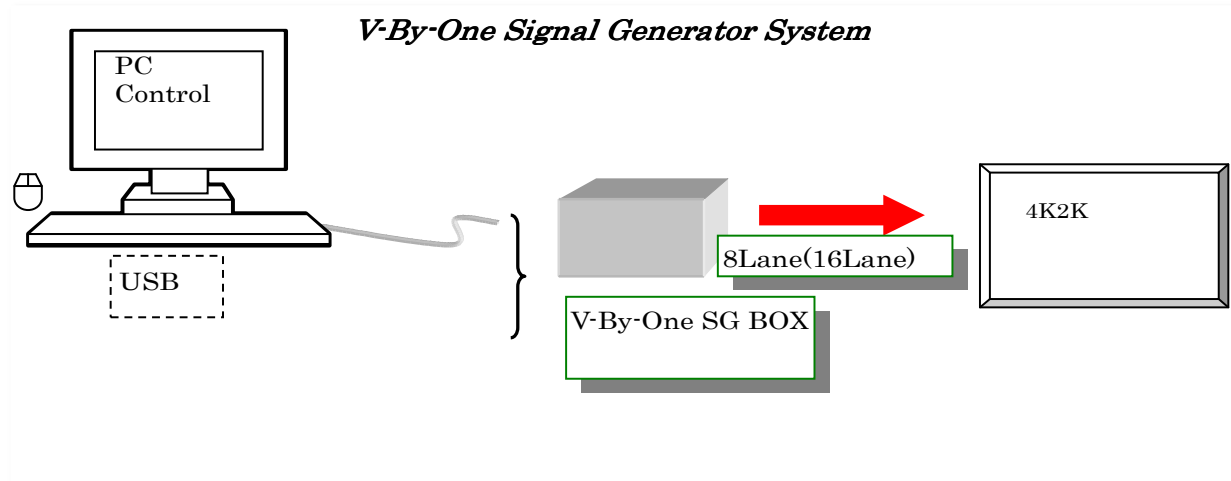 V-By-One Signal Generator System
PC
Control
4K2K
8Lane(16Lane)
USB
V-By-One SG BOX